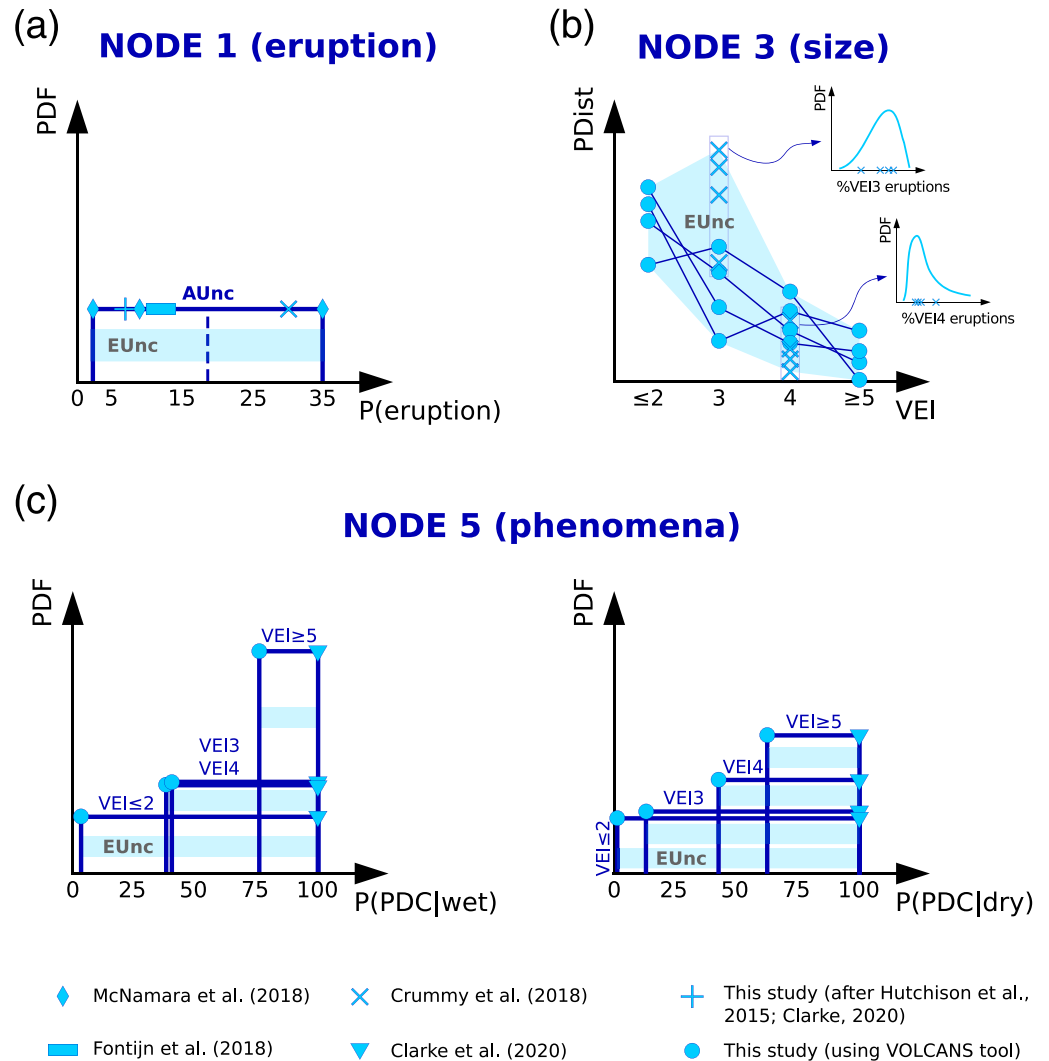 (a)
NODE 1 (eruption)
PDF
AUnc
EUnc
0 5 15 25 35
P(eruption)
(b)
NODE 3 (size)
PDist
EUnc
≤2 3 4 ≥5
VEI
PDF
%VEI3 eruptions
PDF
%VEI4 eruptions
(c)
NODE 5 (phenomena)
PDF
VEI≥5
VEI3
VEI4
VEI≤2
EUnc
0 25 50 75 100
P(PDC|wet)
PDF
VEI≥5
VEI4
VEI3
VEI≤2
EUnc
0 25 50 75 100
P(PDC|dry)
McNamara et al. (2018)
Fontijn et al. (2018)
Crummy et al. (2018)
Clarke et al. (2020)
This study (after Hutchison et al.,
2015; Clarke, 2020)
This study (using VOLCANS tool)